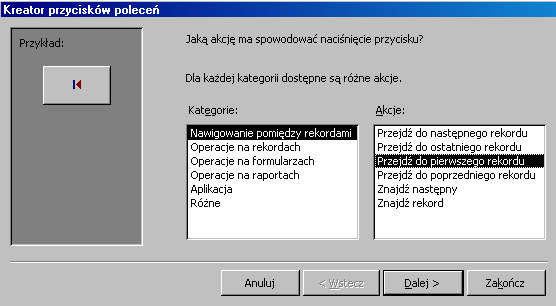 Kreator przycisków poleceń
Przykład:
Jaką akcję ma spowodować naciśnięcie przycisku?
Dla każdej kategorii dostępne są różne akcje.
Kategorie:
Nawigowanie pomiędzy rekordami
Operacje na rekordach
Operacje na formularzach
Operacje na raportach
Aplikacja
Różne
Akcje:
Przejdź do następnego rekordu
Przejdź do ostatniego rekordu
Przejdź do pierwszego rekordu
Przejdź do poprzedniego rekordu
Znajdź następny
Znajdź rekord
Anuluj
< Wstecz
Dalej >
Zakończ